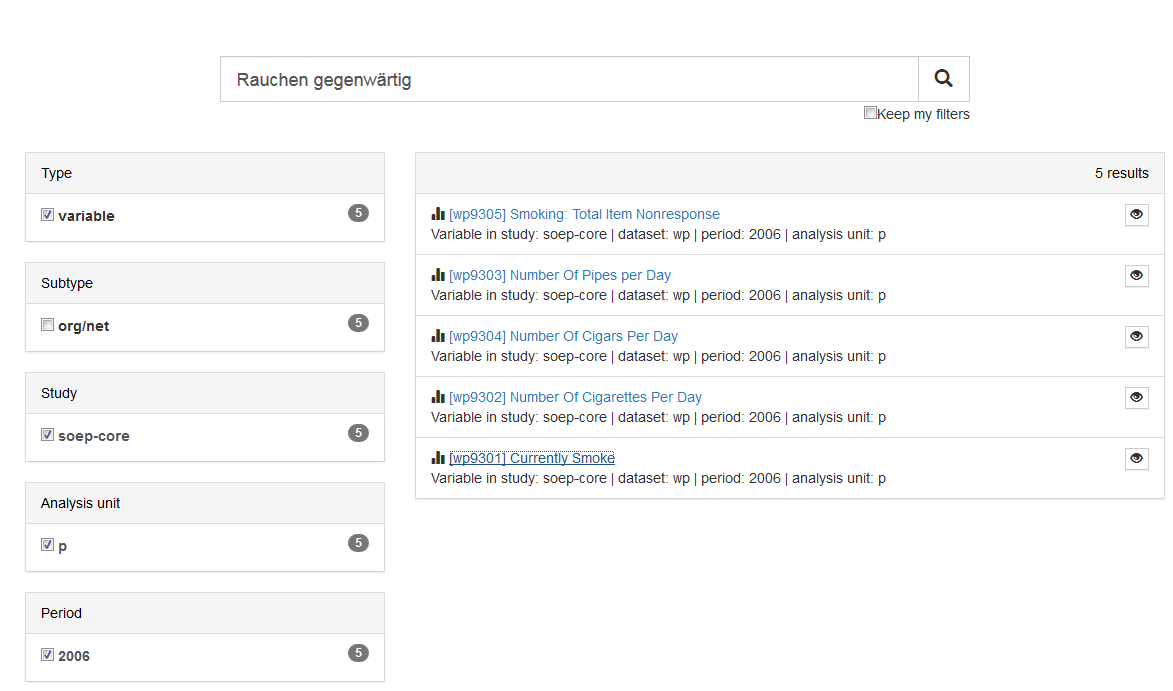 Rauchen gegenwärtig
Keep my filters
Type
variable 5
Subtype
org/net 5
Study
soep-core 5
Analysis unit
p 5
Period
2006 5
5 results
[wp9305] Smoking: Total Item Nonresponse
Variable in study: soep-core | dataset: wp | period: 2006 | analysis unit: p
[wp9303] Number Of Pipes per Day
Variable in study: soep-core | dataset: wp | period: 2006 | analysis unit: p
[wp9304] Number Of Cigars Per Day
Variable in study: soep-core | dataset: wp | period: 2006 | analysis unit: p
[wp9302] Number Of Cigarettes Per Day
Variable in study: soep-core | dataset: wp | period: 2006 | analysis unit: p
[wp9301] Currently Smoke
Variable in study: soep-core | dataset: wp | period: 2006 | analysis unit: p